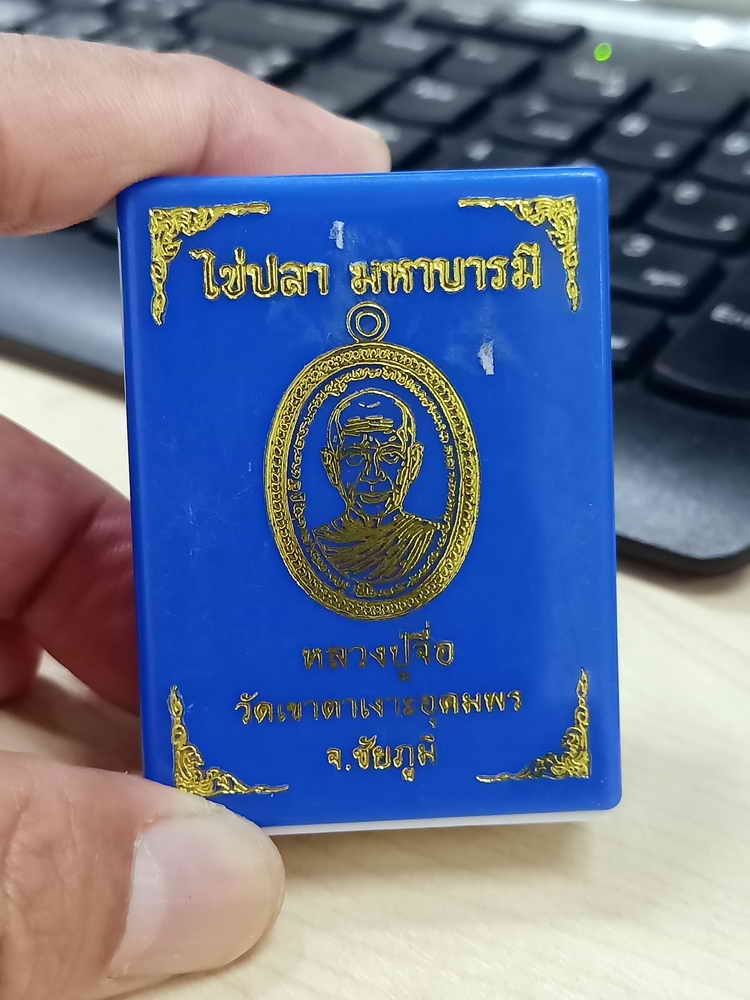 ไข่ปลา มหาบารมี
หลวงปู่จื่อ
วัดเขาตาเงาะอุดมพร
จ.ชัยภูมิ